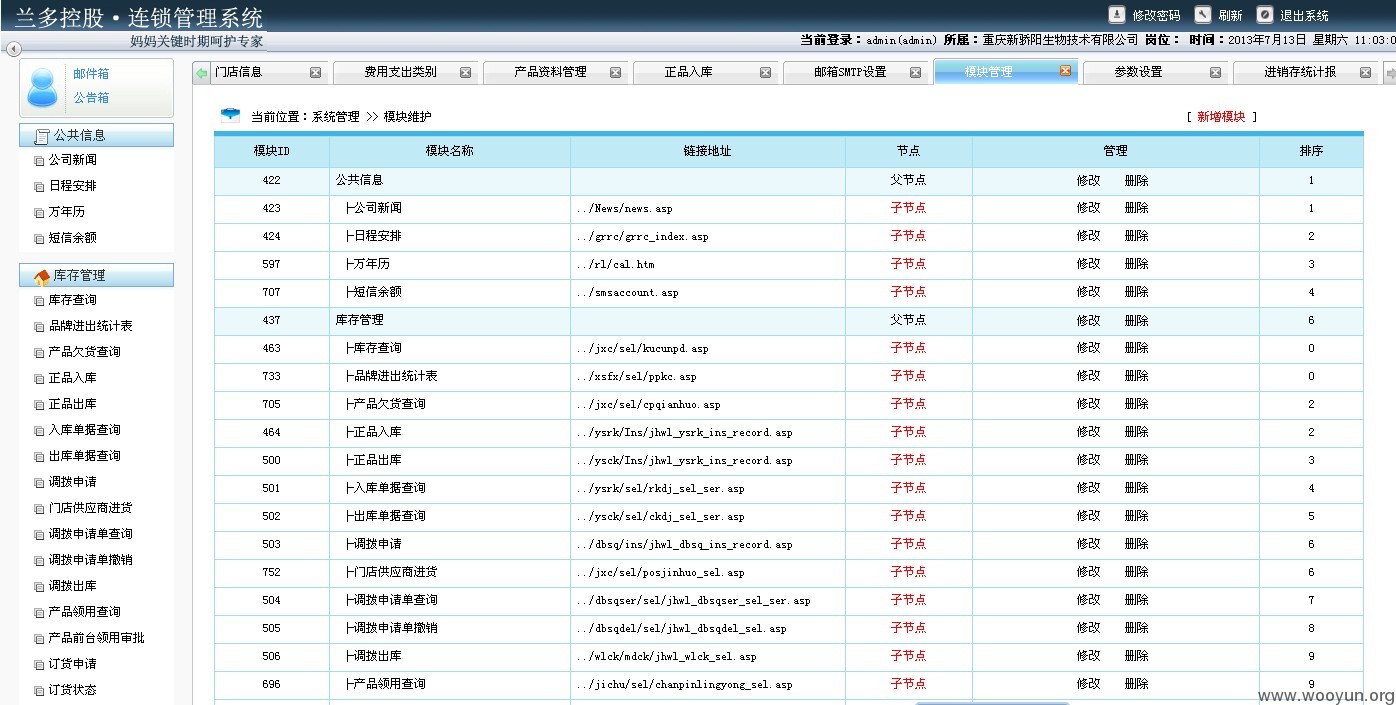 兰多控股·连锁管理系统
妈妈关键时期呵护专家
修改密码 刷新 退出系统
当前登录：admin(admin) 所属：重庆新骄阳生物技术有限公司 岗位： 时间：2013年7月13日 星期六 11:03:0
邮件箱
公告箱
公共信息
公司新闻
日程安排
万年历
短信余额
库存管理
库存查询
品牌进出统计表
产品欠货查询
正品入库
正品出库
入库单据查询
出库单据查询
调拨申请
门店供应商进货
调拨申请单查询
调拨申请单撤销
调拨出库
产品领用查询
产品前台领用审批
订货申请
订货状态
门店信息 费用支出类别 产品资料管理 正品入库 邮箱SMTP设置 模块管理 参数设置 进销存统计报
当前位置：系统管理 >> 模块维护
[ 新增模块 ]
模块ID 模块名称 链接地址 节点 管理 排序
422 公共信息 父节点 修改 删除 1
423 ├公司新闻 ../News/news.asp 子节点 修改 删除 1
424 ├日程安排 ../grrc/grrc_index.asp 子节点 修改 删除 2
597 ├万年历 ../rl/cal.htm 子节点 修改 删除 3
707 ├短信余额 ../smsaccount.asp 子节点 修改 删除 4
437 库存管理 父节点 修改 删除 6
463 ├库存查询 ../jxc/sel/kucunpd.asp 子节点 修改 删除 0
733 ├品牌进出统计表 ../xsfx/sel/ppkc.asp 子节点 修改 删除 0
705 ├产品欠货查询 ../jxc/sel/cpqianhuo.asp 子节点 修改 删除 2
464 ├正品入库 ../ysrk/Ins/jhwl_ysrk_ins_record.asp 子节点 修改 删除 2
500 ├正品出库 ../ysck/Ins/jhwl_ysrk_ins_record.asp 子节点 修改 删除 3
501 ├入库单据查询 ../ysrk/sel/rkdj_sel_ser.asp 子节点 修改 删除 4
502 ├出库单据查询 ../ysck/sel/ckdj_sel_ser.asp 子节点 修改 删除 5
503 ├调拨申请 ../dbsq/ins/jhwl_dbsq_ins_record.asp 子节点 修改 删除 6
752 ├门店供应商进货 ../jxc/sel/posjinhuo_sel.asp 子节点 修改 删除 6
504 ├调拨申请单查询 ../dbsqser/sel/jhwl_dbsqser_sel_ser.asp 子节点 修改 删除 7
505 ├调拨申请单撤销 ../dbsqdel/sel/jhwl_dbsqdel_sel.asp 子节点 修改 删除 8
506 ├调拨出库 ../wlck/mdck/jhwl_wlck_sel.asp 子节点 修改 删除 9
696 ├产品领用查询 ../jichu/sel/chanpinlingyong_sel.asp 子节点 修改 删除 9
www.wooyun.org